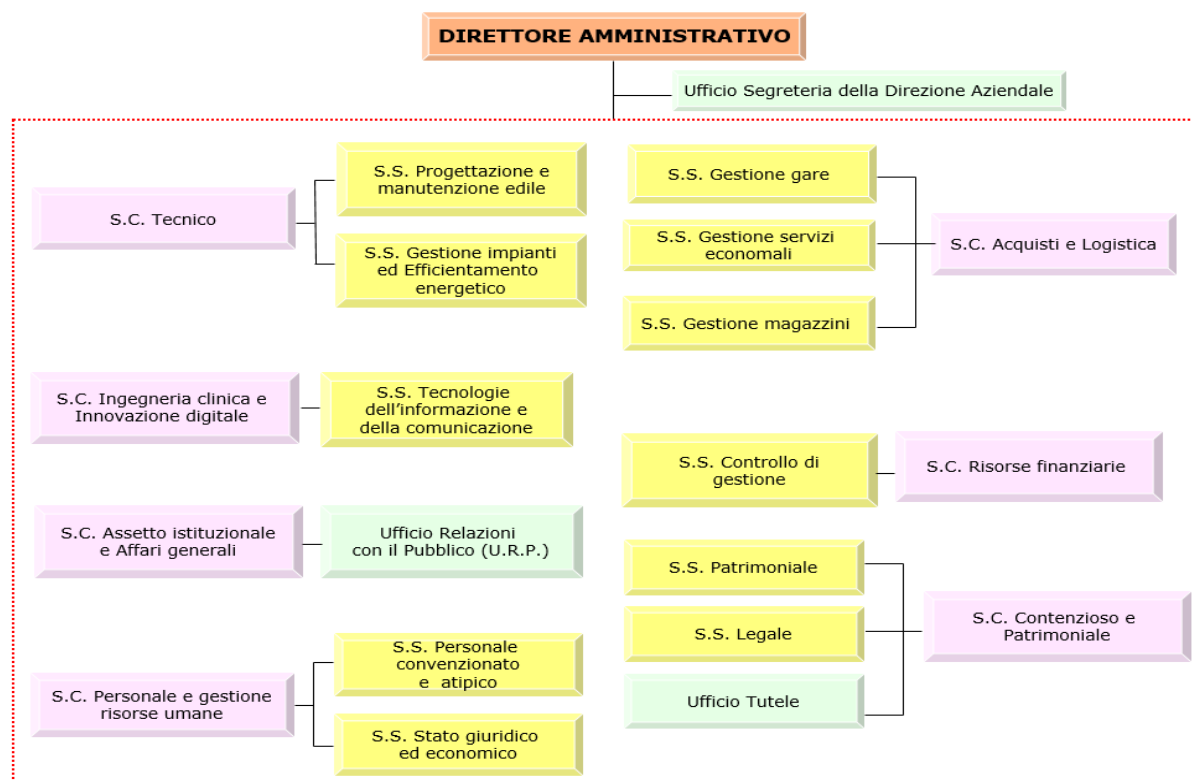 DIRETTORE AMMINISTRATIVO
Ufficio Segreteria della Direzione Aziendale
S.C. Tecnico
S.S. Progettazione e
manutenzione edile
S.S. Gestione impianti
ed Efficientamento
energetico
S.S. Gestione gare
S.S. Gestione servizi
economali
S.S. Gestione magazzini
S.C. Acquisti e Logistica
S.C. Ingegneria clinica e
Innovazione digitale
S.S. Tecnologie
dell’informazione e
della comunicazione
S.S. Controllo di
gestione
S.C. Risorse finanziarie
S.C. Assetto istituzionale
e Affari generali
Ufficio Relazioni
con il Pubblico (U.R.P.)
S.S. Patrimoniale
S.S. Legale
Ufficio Tutele
S.C. Contenzioso e
Patrimoniale
S.C. Personale e gestione
risorse umane
S.S. Personale
convenzionato
e atipico
S.S. Stato giuridico
ed economico